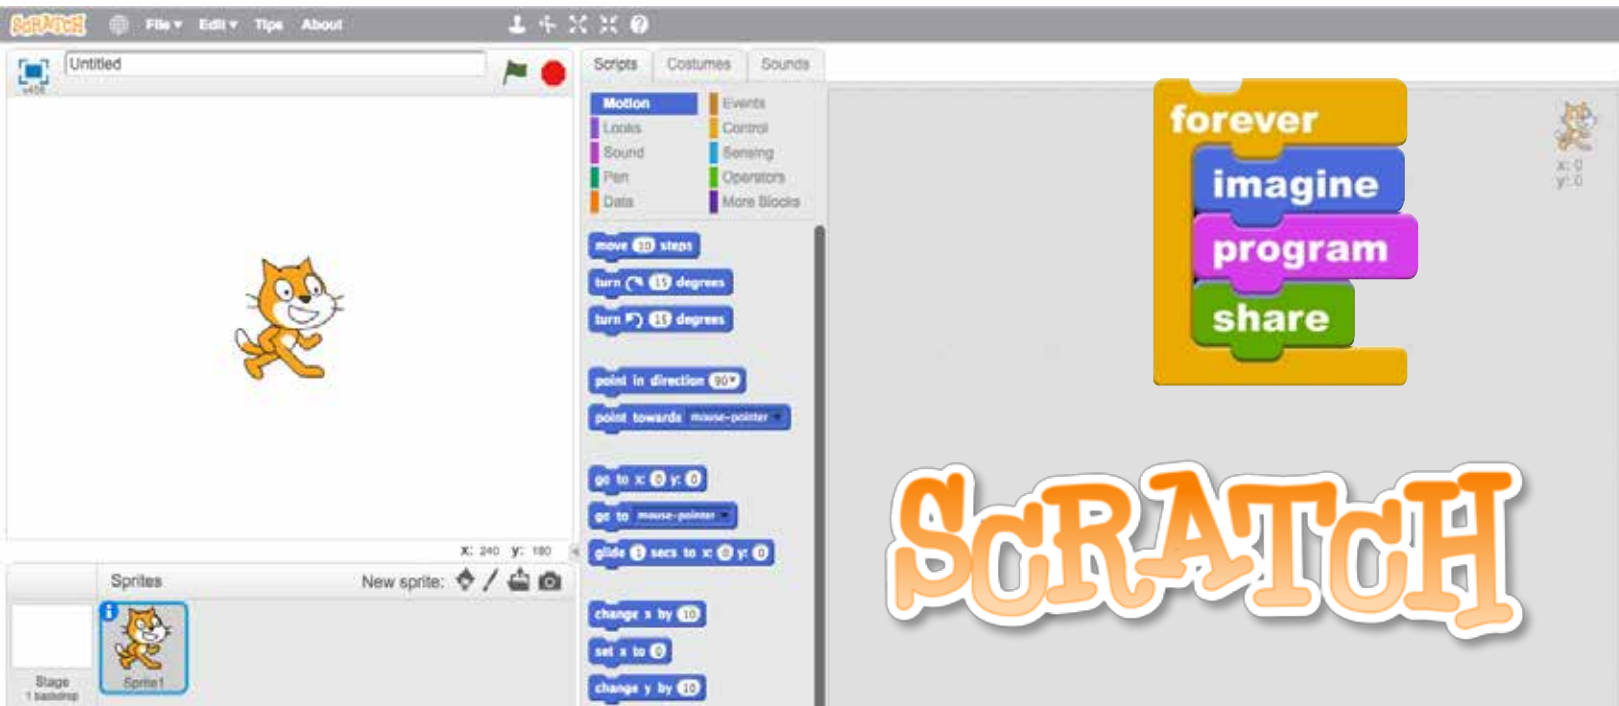 SCRATCH File Edit Tips About
Untitled
v456
Scripts Costumes Sounds
Motion Events
Looks Control
Sound Sensing
Pen Operators
Data More Blocks
move 10 steps
turn 15 degrees
turn 15 degrees
point in direction 90
point towards mouse-pointer
go to x: 0 y: 0
go to mouse-pointer
glide 1 secs to x: 0 y: 0
change x by 10
set x to 0
change y by 10
X: 240 y: 180
Sprites New sprite:
Stage
1 backdrop
Sprite1
forever
imagine
program
share
x: 0
y: 0
SCRATCH